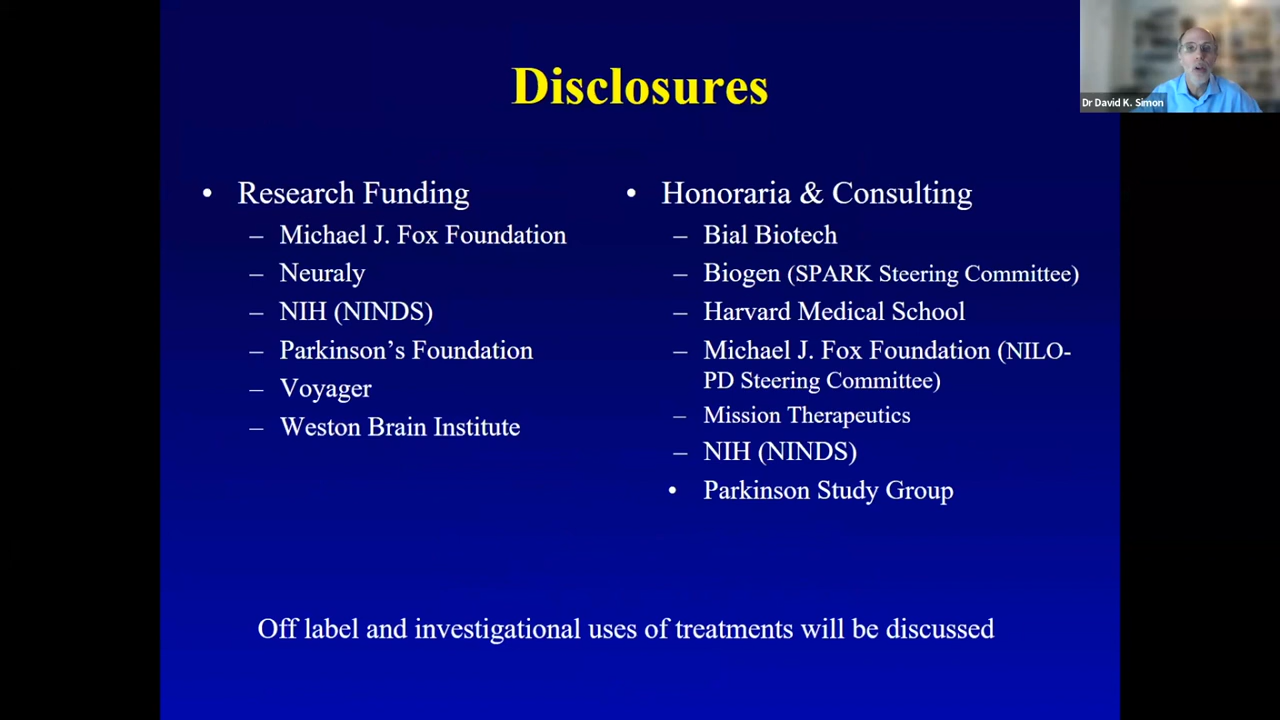 Disclosures
• Research Funding
– Michael J. Fox Foundation
– Neuraly
– NIH (NINDS)
– Parkinson’s Foundation
– Voyager
– Weston Brain Institute
• Honoraria & Consulting
– Bial Biotech
– Biogen (SPARK Steering Committee)
– Harvard Medical School
– Michael J. Fox Foundation (NILO-
PD Steering Committee)
– Mission Therapeutics
– NIH (NINDS)
• Parkinson Study Group
Off label and investigational uses of treatments will be discussed
Dr David K. Simon